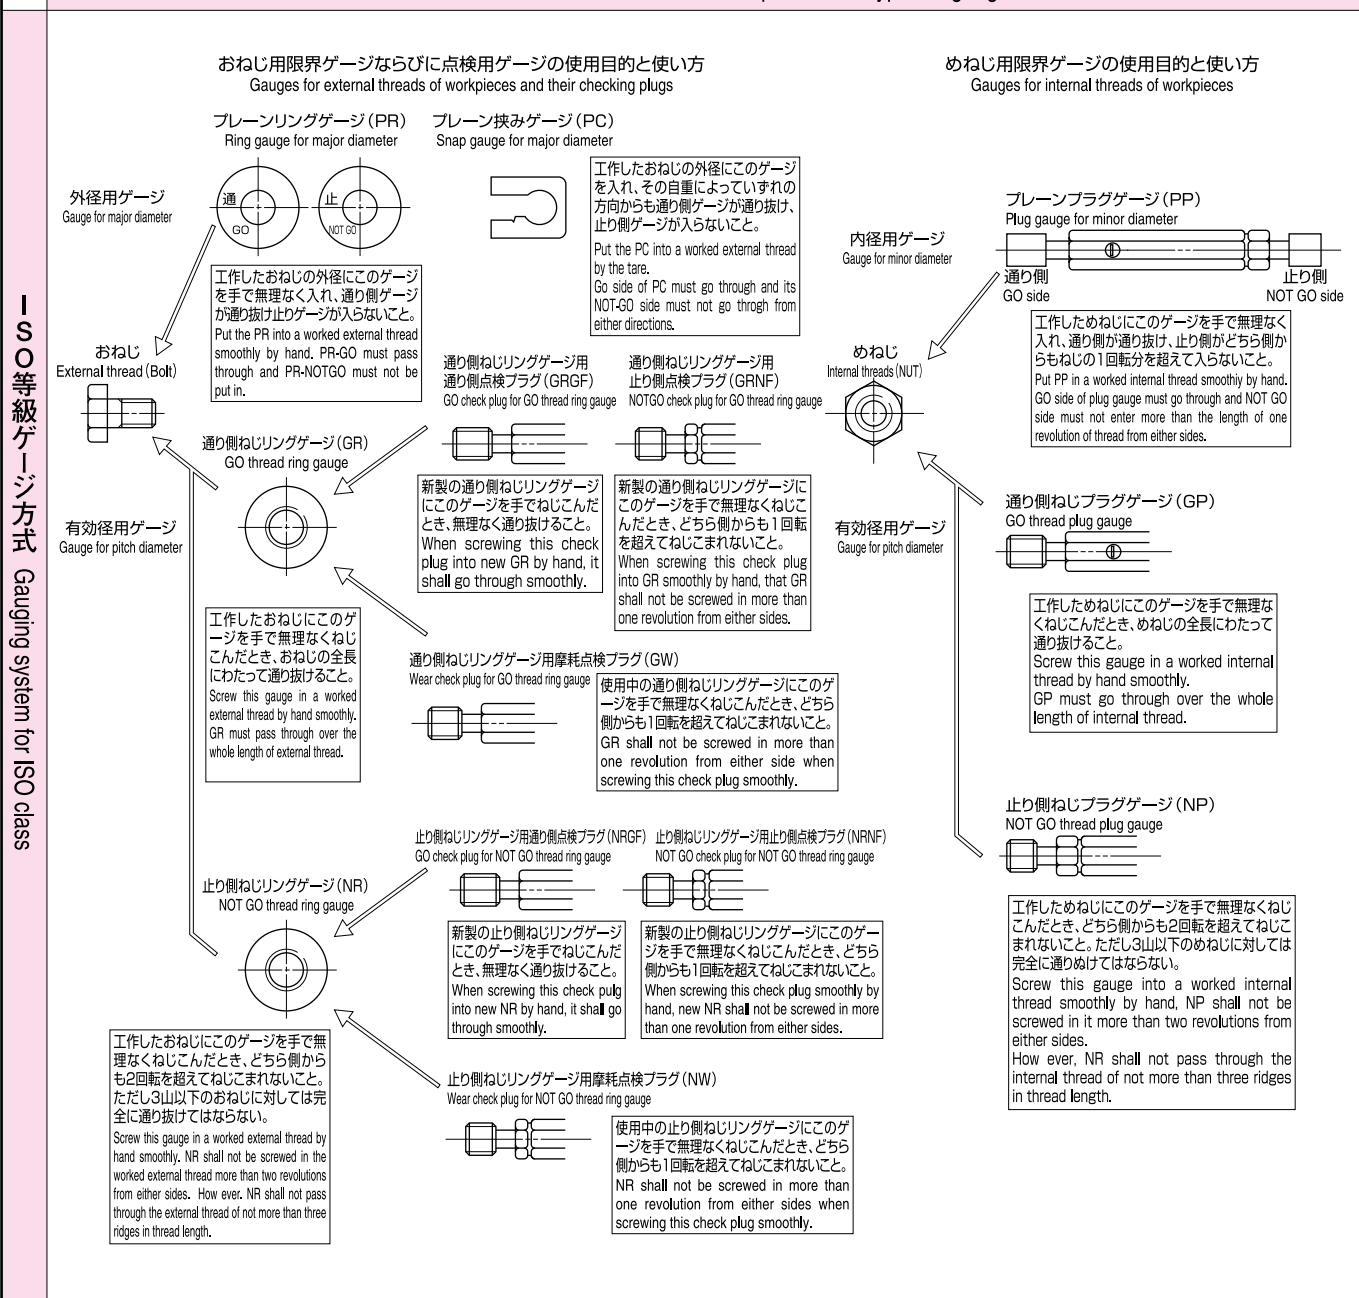 ISO等級ゲージ方式 Gauging system for ISO class
おねじ用限界ゲージならびに点検用ゲージの使用目的と使い方
Gauges for external threads of workpieces and their checking plugs
プレーンリングゲージ（PR）
Ring gauge for major diameter
プレーン挟みゲージ（PC）
Snap gauge for major diameter
外径用ゲージ
Gauge for major diameter
通
GO
止
NOT GO
工作したおねじの外径にこのゲージ
を入れ、その自重によっていずれの
方向からも通り側ゲージが通り抜け、
止り側ゲージが入らないこと。
Put the PC into a worked external thread
by the tare.
Go side of PC must go through and its
NOT-GO side must not go throgh from
either directions.
工作したおねじの外径にこのゲージ
を手で無理なく入れ、通り側ゲージ
が通り抜け止りゲージが入らないこと。
Put the PR into a worked external thread
smoothly by hand. PR-GO must pass
through and PR-NOTGO must not be
put in.
おねじ
External thread（Bolt）
通り側ねじリングゲージ用
通り側点検プラグ（GRGF）
GO check plug for GO thread ring gauge
通り側ねじリングゲージ用
止り側点検プラグ（GRNF）
NOTGO check plug for GO thread ring gauge
通り側ねじリングゲージ（GR）
GO thread ring gauge
新製の通り側ねじリングゲージ
にこのゲージを手でねじこんだ
とき、無理なく通り抜けること。
When screwing this check
plug into new GR by hand, it
shall go through smoothly.
新製の通り側ねじリングゲージに
このゲージを手で無理なくねじこ
んだとき、どちら側からも1回転
を超えてねじこまれないこと。
When screwing this check plug
into GR smoothly by hand, that GR
shall not be screwed in more than
one revolution from either sides.
有効径用ゲージ
Gauge for pitch diameter
工作したおねじにこのゲ
ージを手で無理なくねじ
こんだとき、おねじの全長
にわたって通り抜けること。
Screw this gauge in a worked
external thread by hand smoothly.
GR must pass through over the
whole length of external thread.
通り側ねじリングゲージ用摩耗点検プラグ（GW）
Wear check plug for GO thread ring gauge
使用中の通り側ねじリングゲージにこのゲ
ージを手で無理なくねじこんだとき、どちら
側からも1回転を超えてねじこまれないこと。
GR shall not be screwed in more than
one revolution from either side when
screwing this check plug smoothly.
止り側ねじリングゲージ用通り側点検プラグ（NRGF）
GO check plug for NOT GO thread ring gauge
止り側ねじリングゲージ用止り側点検プラグ（NRNF）
NOT GO check plug for NOT GO thread ring gauge
止り側ねじリングゲージ（NR）
NOT GO thread ring gauge
新製の止り側ねじリングゲージ
にこのゲージを手でねじこんだ
とき、無理なく通り抜けること。
When screwing this check pulg
into new NR by hand, it shall go
through smoothly.
新製の止り側ねじリングゲージにこのゲー
ジを手で無理なくねじこんだとき、どちら
側からも1回転を超えてねじこまれないこと。
When screwing this check plug smoothly by
hand, new NR shall not be screwed in more
than one revolution from either sides.
工作したおねじにこのゲージを手で無
理なくねじこんだとき、どちら側から
も2回転を超えてねじこまれないこと。
ただし3山以下のおねじに対しては完
全に通り抜けてはならない。
Screw this gauge in a worked external thread by
hand smoothly. NR shall not be screwed in the
worked external thread more than two revolutions
from either sides. How ever. NR shall not pass
through the external thread of not more than three
ridges in thread length.
止り側ねじリングゲージ用摩耗点検プラグ（NW）
Wear check plug for NOT GO thread ring gauge
使用中の止り側ねじリングゲージにこのゲ
ージを手で無理なくねじこんだとき、どちら
側からも1回転を超えてねじこまれないこと。
NR shall not be screwed in more than
one revolution from either sides when
screwing this check plug smoothly.
めねじ用限界ゲージの使用目的と使い方
Gauges for internal threads of workpieces
プレーンプラグゲージ（PP）
Plug gauge for minor diameter
内径用ゲージ
Gauge for minor diameter
通り側
GO side
止り側
NOT GO side
工作しためねじにこのゲージを手で無理なく
入れ、通り側が通り抜け、止り側がどちら側か
らもねじの1回転分を超えて入らないこと。
Put PP in a worked internal thread smoothiy by hand.
GO side of plug gauge must go through and NOT GO
side must not enter more than the length of one
revolution of thread from either sides.
めねじ
Internal threads（NUT）
通り側ねじプラグゲージ（GP）
GO thread plug gauge
有効径用ゲージ
Gauge for pitch diameter
工作しためねじにこのゲージを手で無理な
くねじこんだとき、めねじの全長にわたって
通り抜けること。
Screw this gauge in a worked internal
thread by hand smoothly.
GP must go through over the whole
length of internal thread.
止り側ねじプラグゲージ（NP）
NOT GO thread plug gauge
工作しためねじにこのゲージを手で無理なくねじ
こんだとき、どちら側からも2回転を超えてねじこ
まれないこと。ただし3山以下のめねじに対しては
完全に通りぬけてはならない。
Screw this gauge into a worked internal
thread smoothly by hand, NP shall not be
screwed in it more than two revolutions from
either sides.
How ever, NR shall not pass through the
internal thread of not more than three ridges
in thread length.